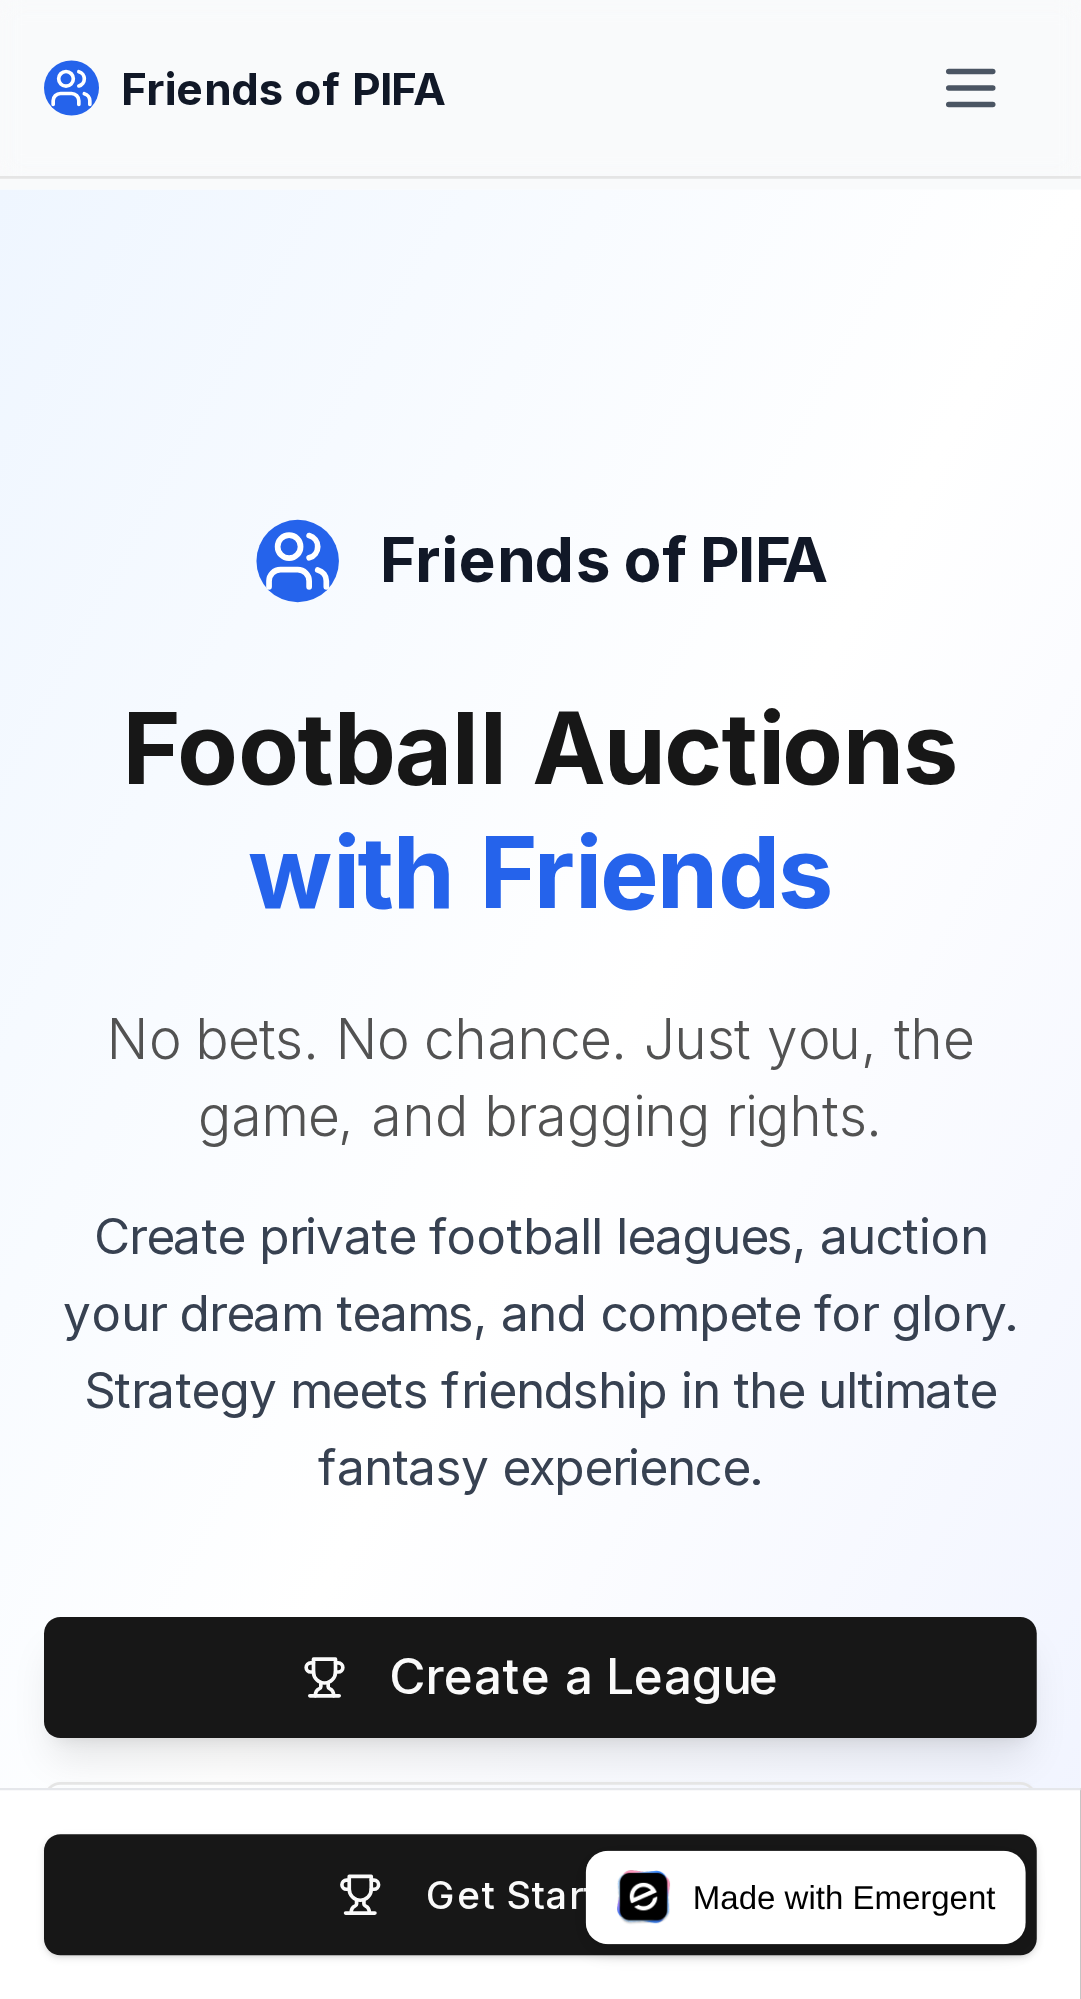 Friends of PIFA
Friends of PIFA
Football Auctions
with Friends
No bets. No chance. Just you, the
game, and bragging rights.
Create private football leagues, auction
your dream teams, and compete for glory.
Strategy meets friendship in the ultimate
fantasy experience.
Create a League
Get
Made with Emergent